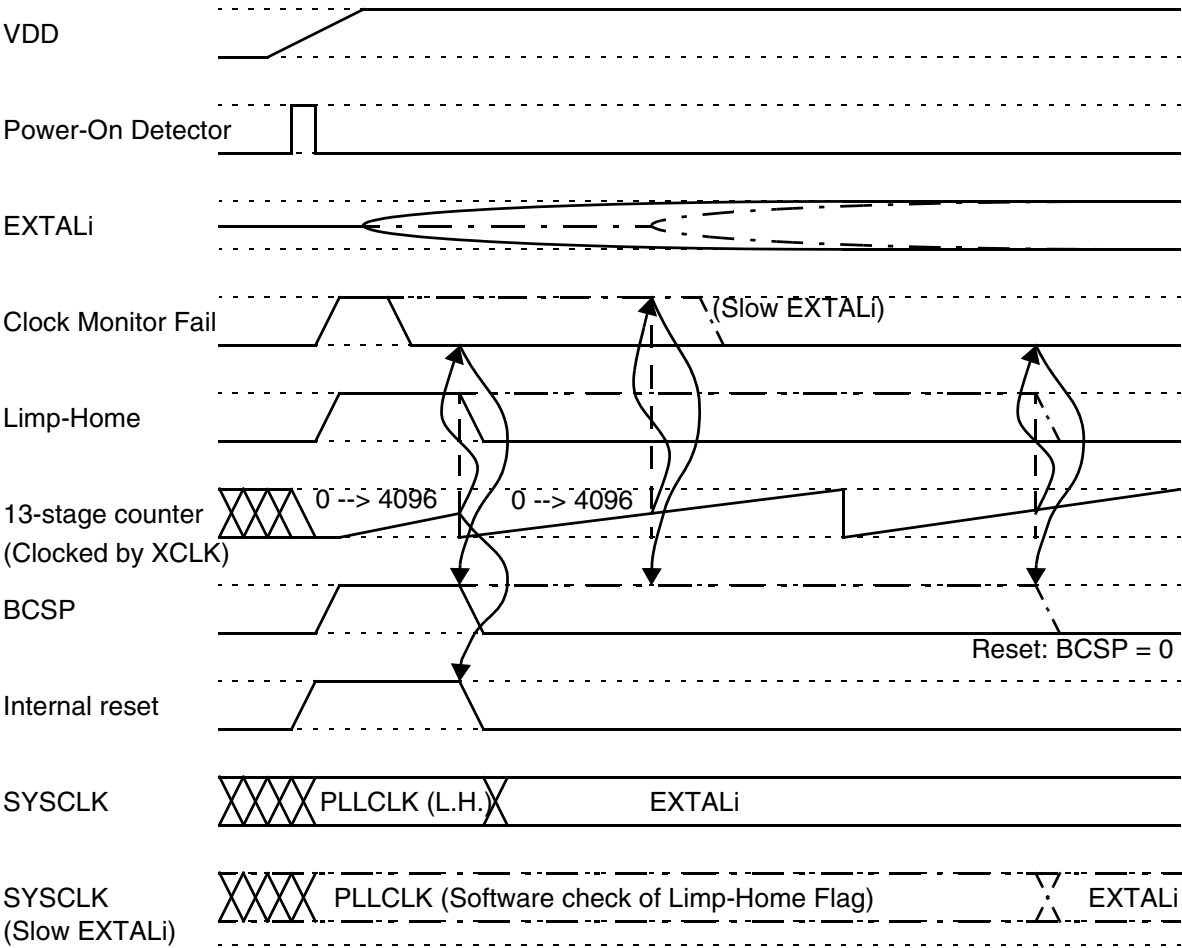 VDD
Power-On Detector
EXTALi
Clock Monitor Fail
(Slow EXTALi)
Limp-Home
13-stage counter
(Clocked by XCLK)
0 --> 4096
0 --> 4096
BCSP
Reset: BCSP = 0
Internal reset
SYSCLK
PLLCLK (L.H.)
EXTALi
SYSCLK
(Slow EXTALi)
PLLCLK (Software check of Limp-Home Flag)
EXTALi